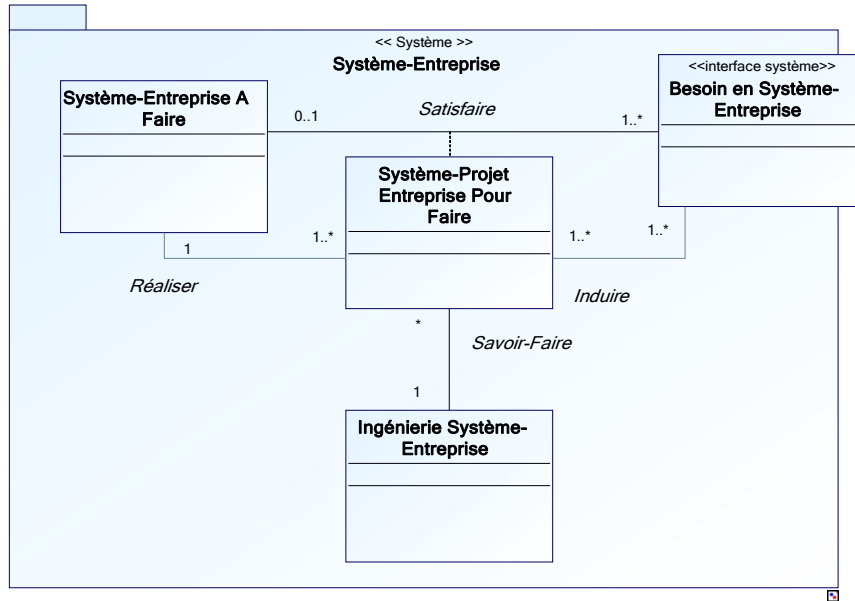 << Système >>
Système-Entreprise
<<interface système>>
Besoin en Système-
Entreprise
Système-Entreprise A
Faire
0..1
Satisfaire
1..*
Système-Projet
Entreprise Pour
Faire
1
1..*
1..*
1..*
Réaliser
Induire
*
Savoir-Faire
1
Ingénierie Système-
Entreprise